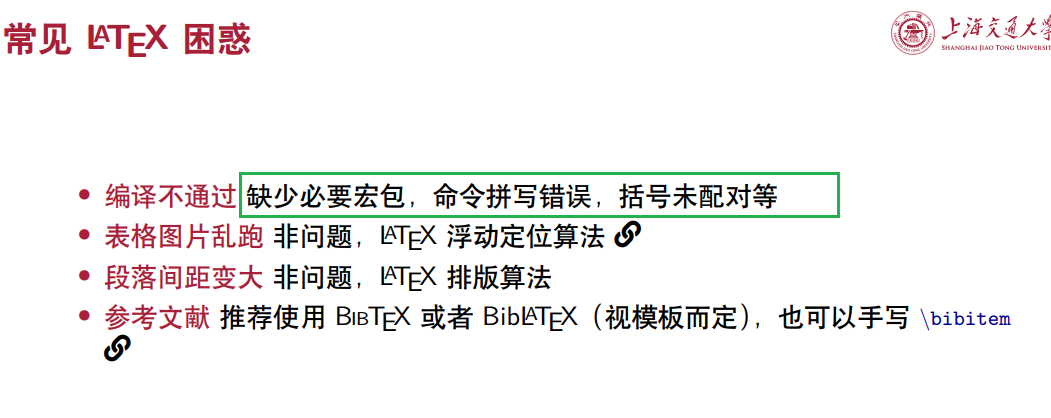 常见 LATEX 困惑
上海交通大学
SHANGHAI JIAO TONG UNIVERSIT
• 编译不通过 缺少必要宏包，命令拼写错误，括号未配对等
• 表格图片乱跑 非问题，LATEX 浮动定位算法
• 段落间距变大 非问题，LATEX 排版算法
• 参考文献 推荐使用 BIBTEX 或者 BibLATEX（视模板而定），也可以手写 \bibitem